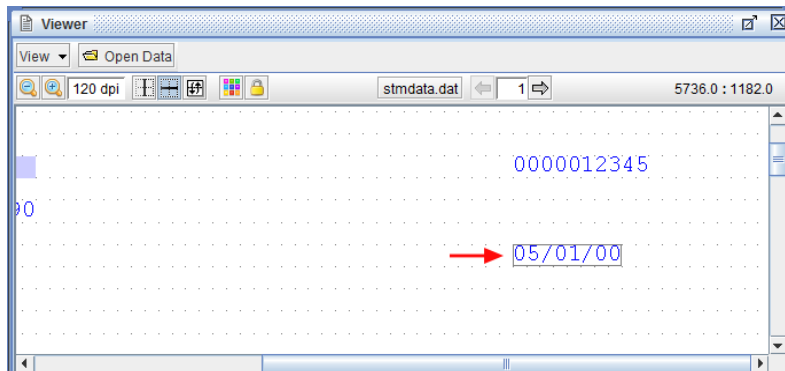 Viewer
View Open Data
120 dpi stmdata.dat 1 5736.0 : 1182.0
0000012345
90
05/01/00